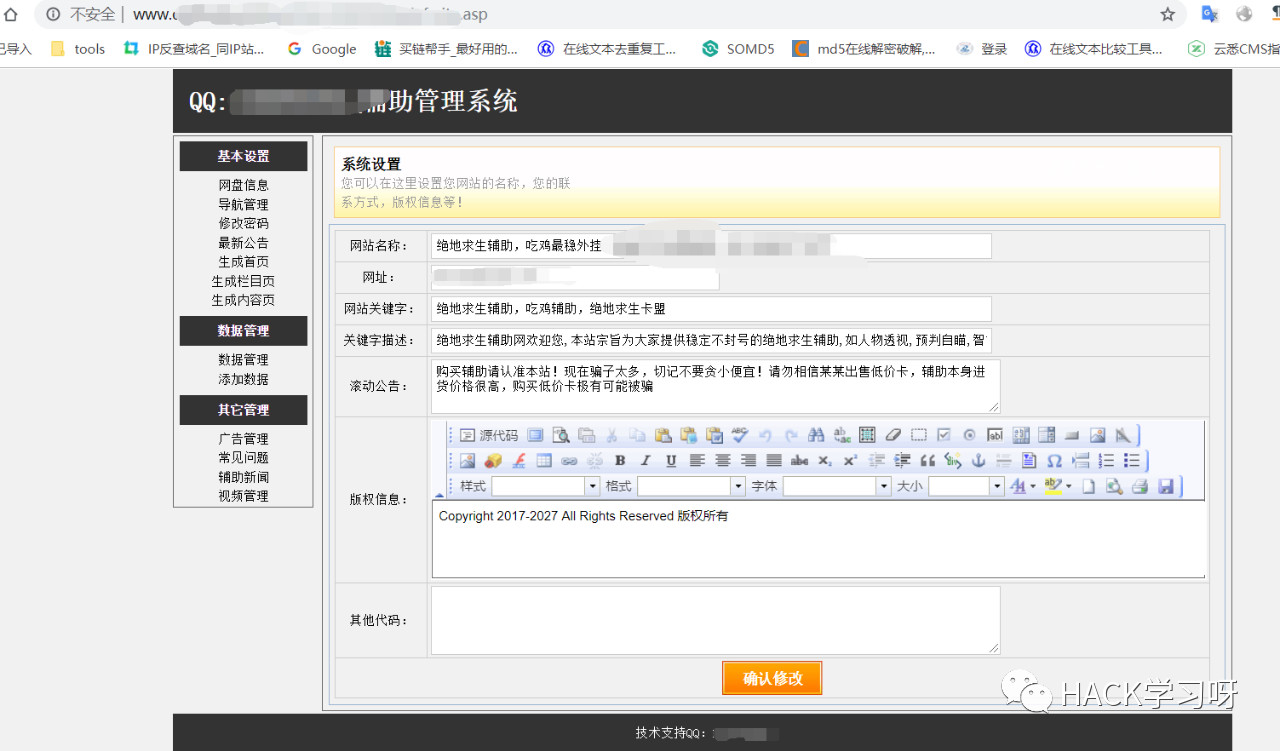 不安全 | www.
.asp
已导入 tools IP反查域名_同IP站... Google 买链帮手_最好用的... 在线文本去重复工... SOMD5 md5在线解密破解,... 登录 在线文本比较工具... 云悉CMS指
QQ: 辅助管理系统
基本设置
网盘信息
导航管理
修改密码
最新公告
生成首页
生成栏目页
生成内容页
数据管理
数据管理
添加数据
其它管理
广告管理
常见问题
辅助新闻
视频管理
系统设置
您可以在这里设置您网站的名称，您的联
系方式，版权信息等！
网站名称： 绝地求生辅助，吃鸡最稳外挂
网址：
网站关键字： 绝地求生辅助，吃鸡辅助，绝地求生卡盟
关键字描述： 绝地求生辅助网欢迎您,本站宗旨为大家提供稳定不封号的绝地求生辅助,如人物透视,预判自瞄,智
滚动公告： 购买辅助请认准本站！现在骗子太多，切记不要贪小便宜！请勿相信某某出售低价卡，辅助本身进
货价格很高，购买低价卡极有可能被骗
版权信息：
源代码
样式 格式 字体 大小
Copyright 2017-2027 All Rights Reserved 版权所有
其他代码：
确认修改
HACK学习呀
技术支持QQ：